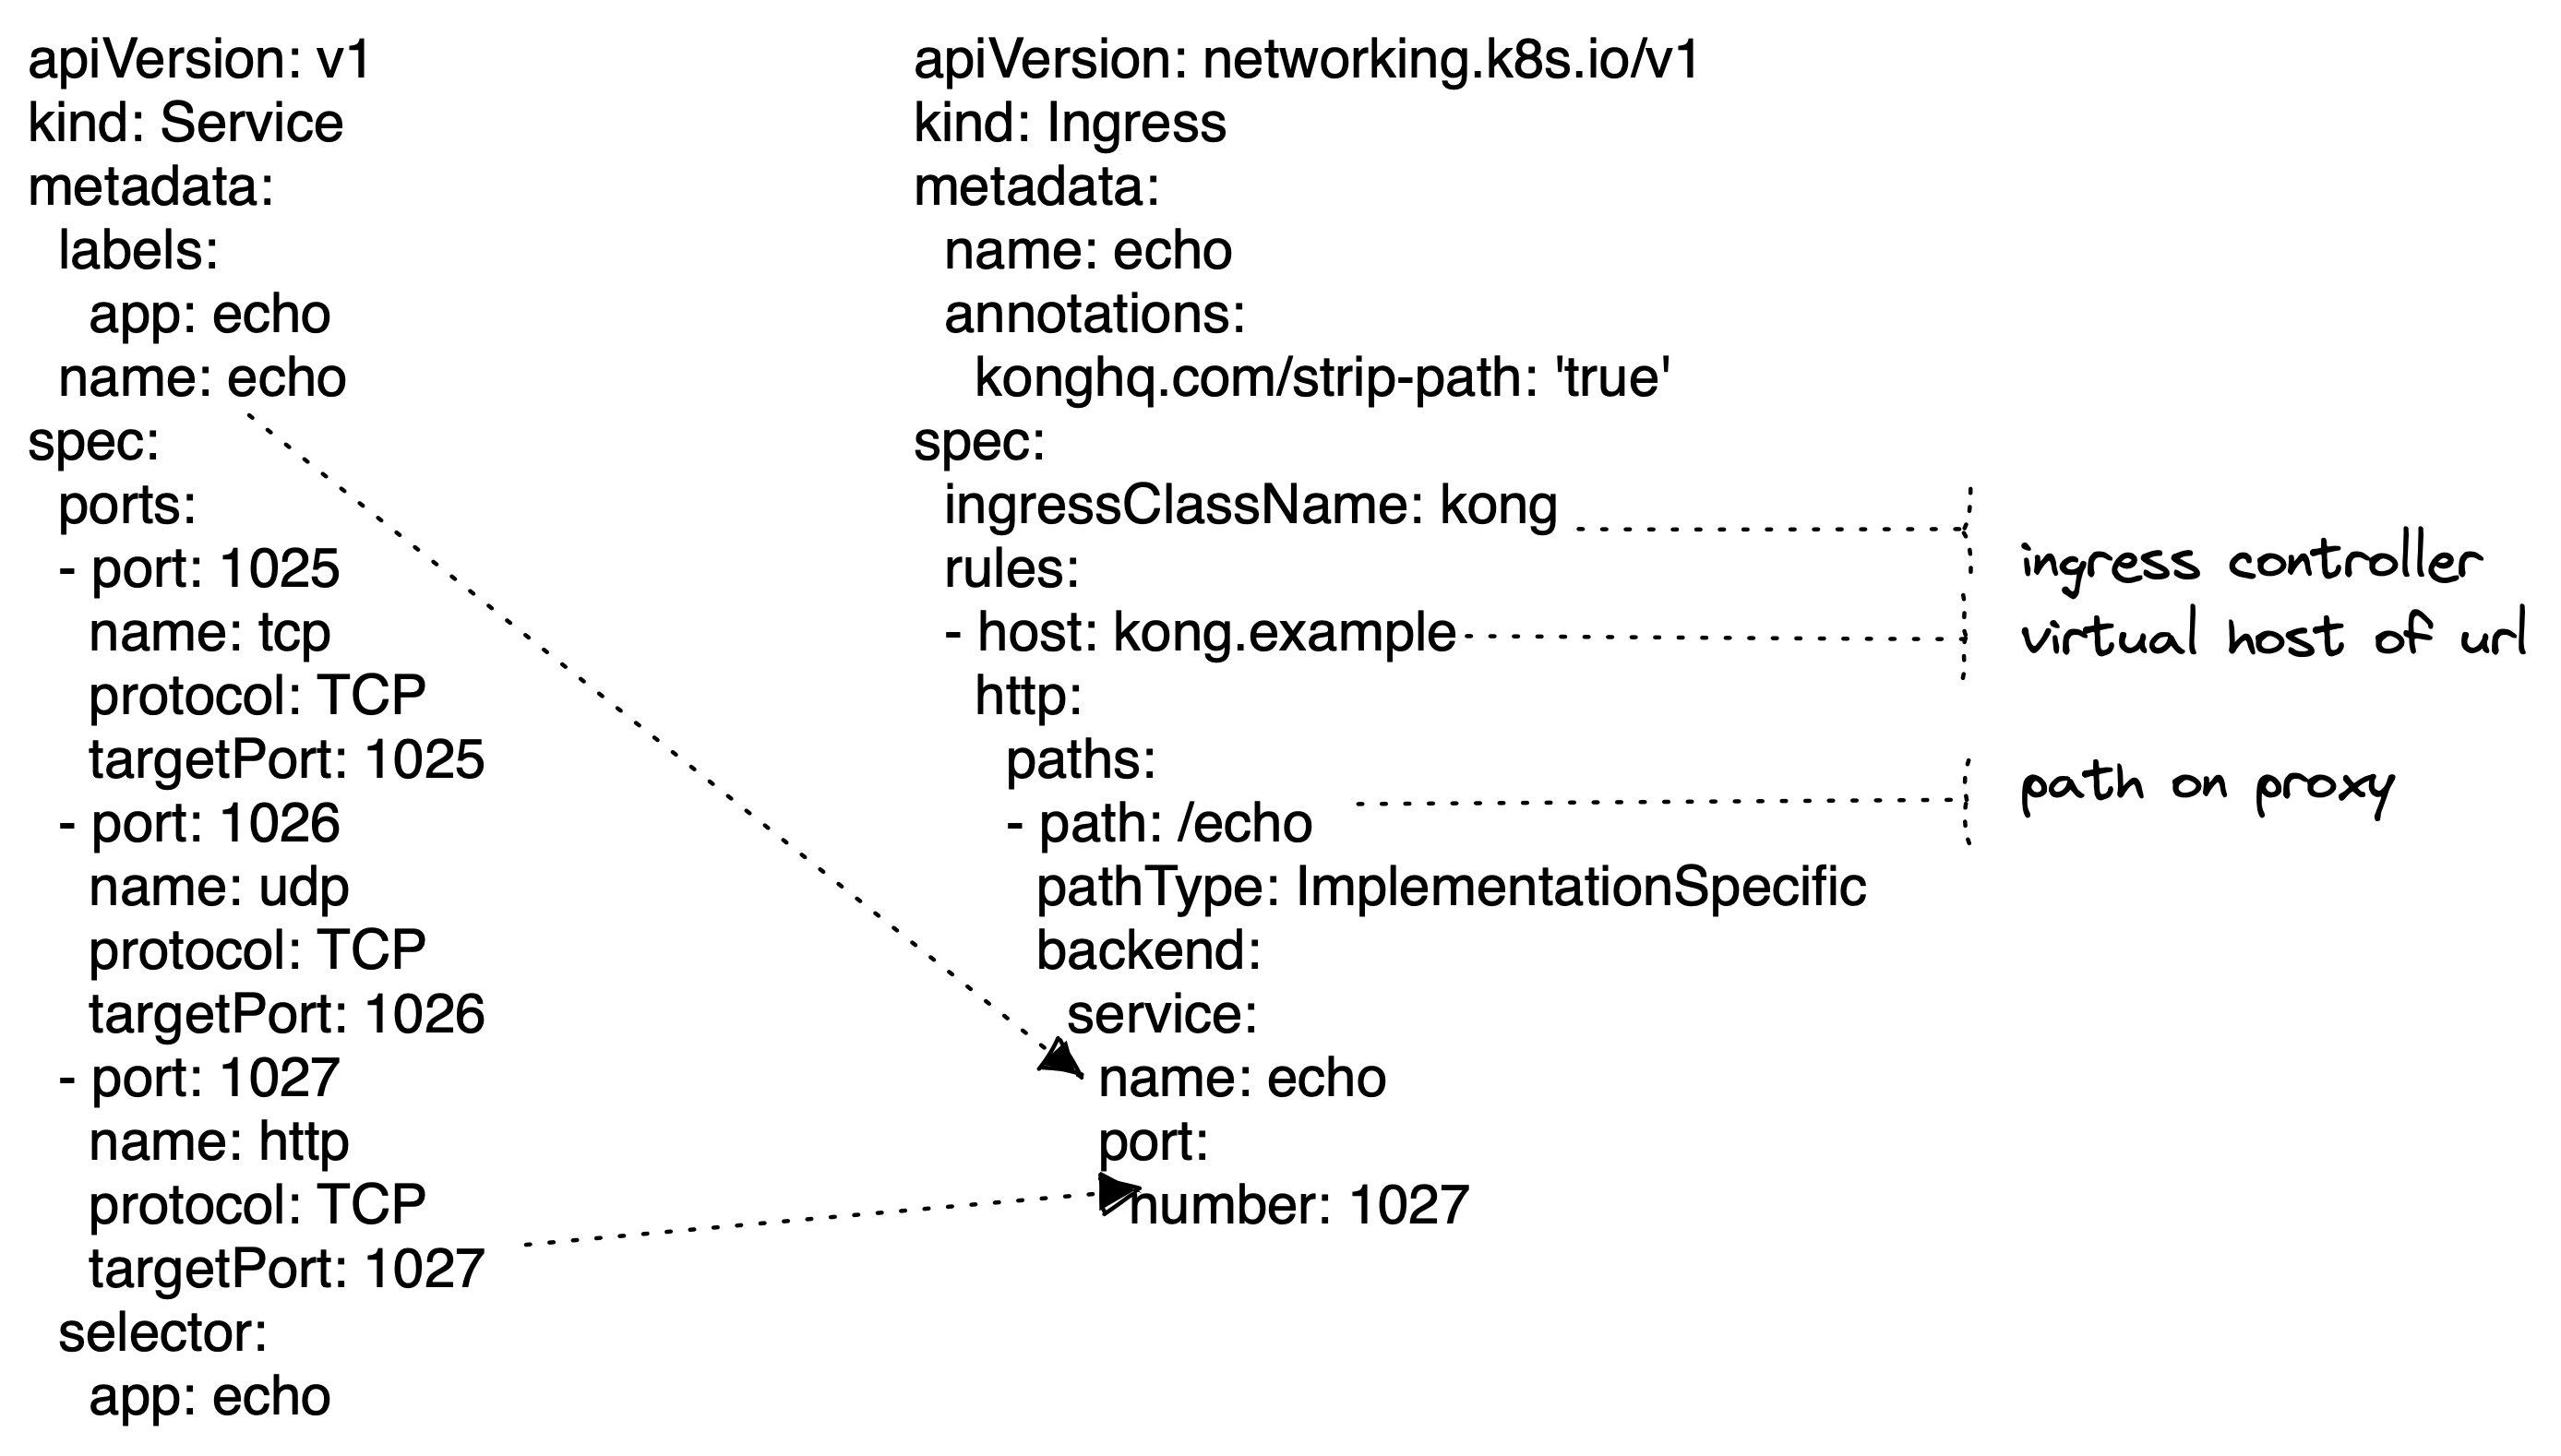 apiVersion: v1
kind: Service
metadata:
  labels:
    app: echo
  name: echo
spec:
  ports:
  - port: 1025
    name: tcp
    protocol: TCP
    targetPort: 1025
  - port: 1026
    name: udp
    protocol: TCP
    targetPort: 1026
  - port: 1027
    name: http
    protocol: TCP
    targetPort: 1027
  selector:
    app: echo
apiVersion: networking.k8s.io/v1
kind: Ingress
metadata:
  name: echo
  annotations:
    konghq.com/strip-path: 'true'
spec:
  ingressClassName: kong
  rules:
  - host: kong.example
    http:
      paths:
      - path: /echo
        pathType: ImplementationSpecific
        backend:
          service:
            name: echo
            port:
              number: 1027
ingress controller
virtual host of url
path on proxy